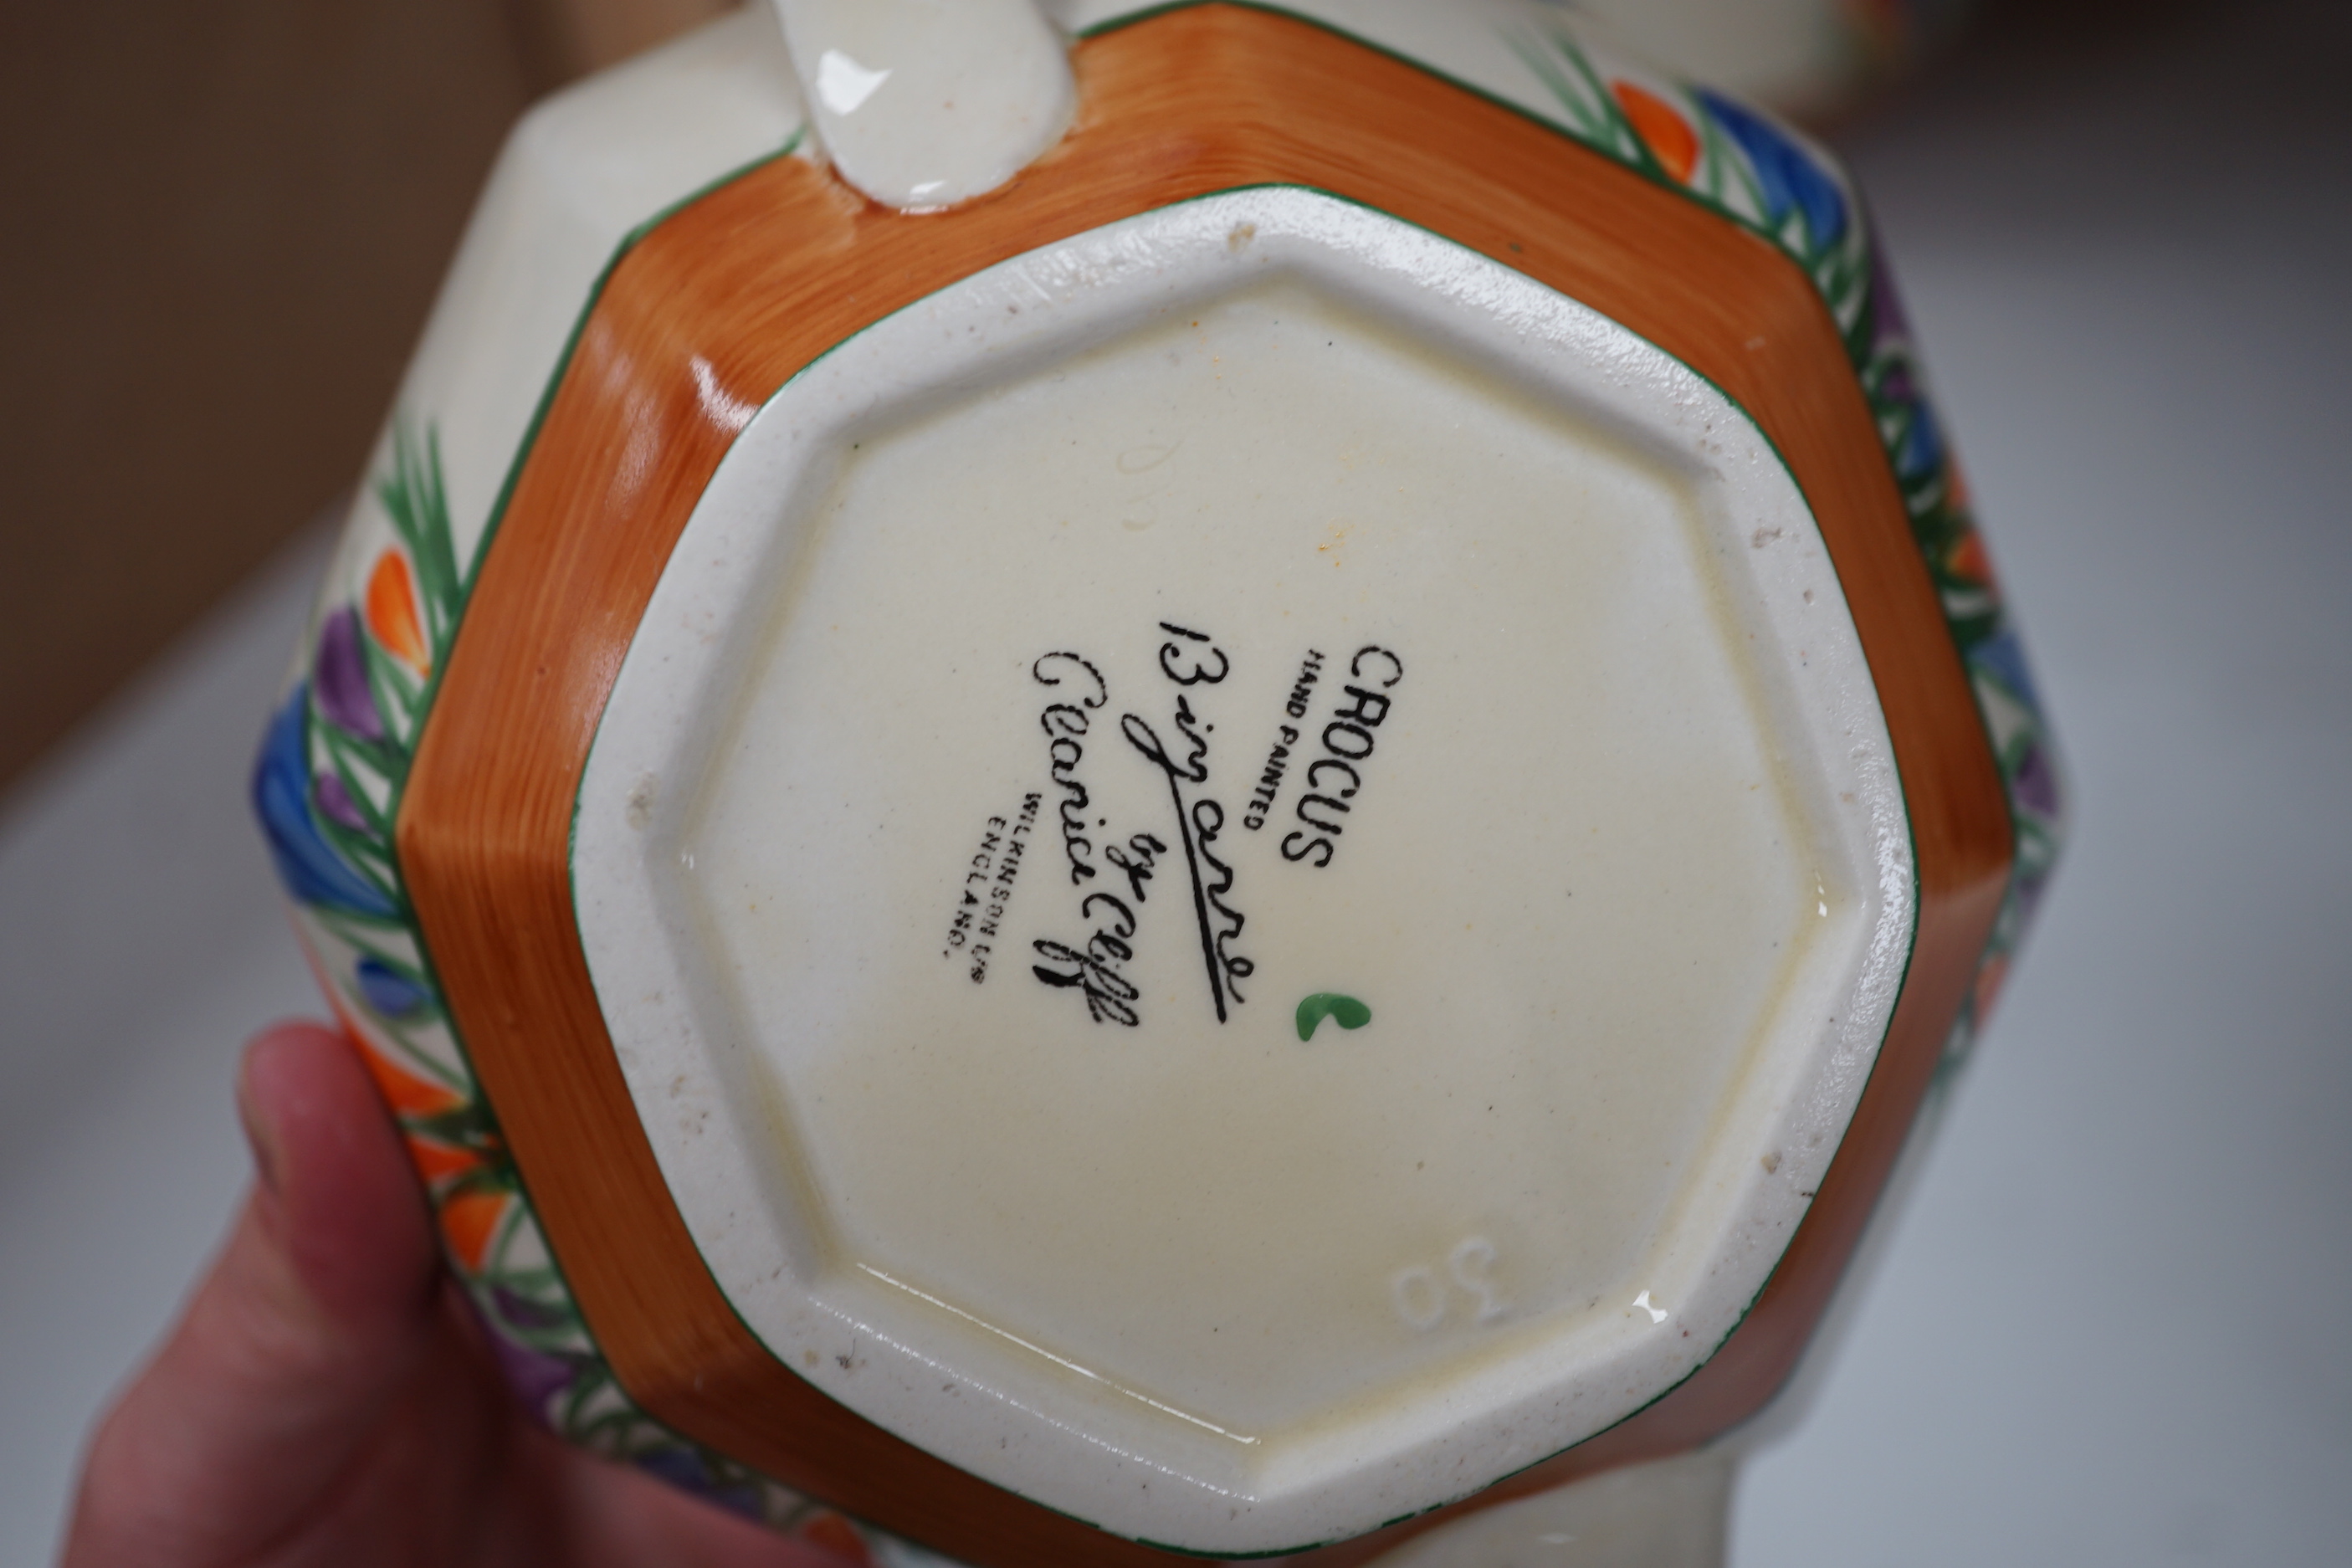 CROCUS
HAND PAINTED
Bizarre
by
Clarice Cliff
WILKINSON LTD
ENGLAND.
30